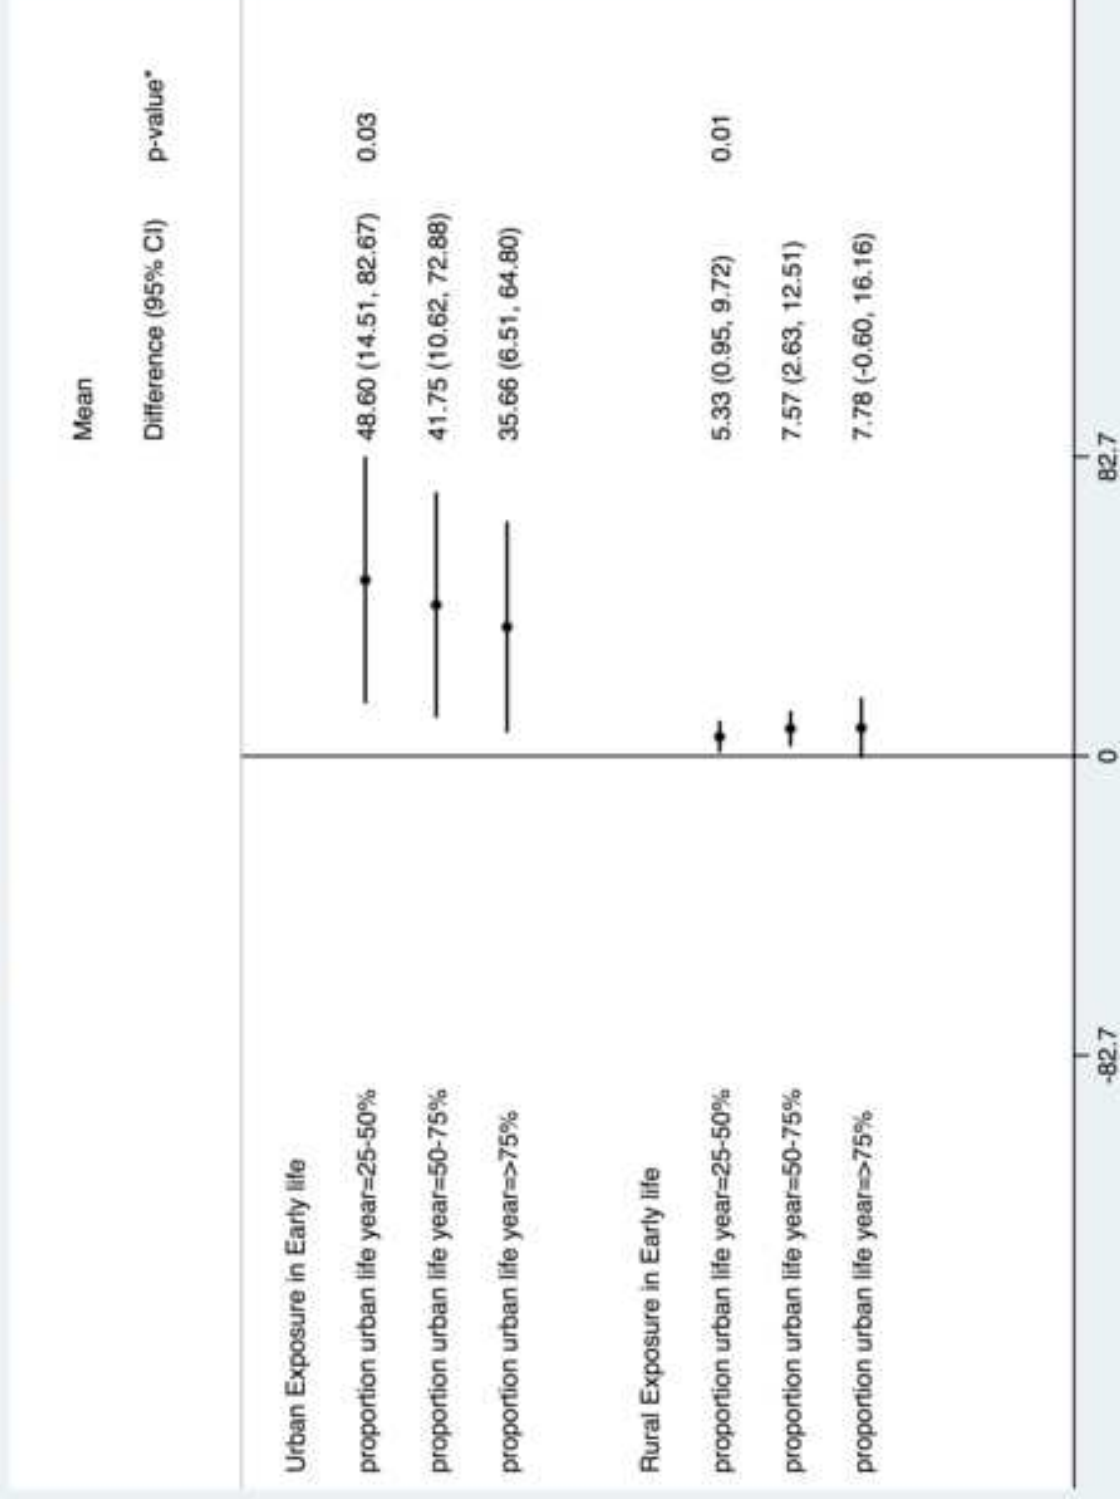 Mean
Difference (95% CI) p-value*
Urban Exposure in Early life
proportion urban life year=25-50% 48.60 (14.51, 82.67) 0.03
proportion urban life year=50-75% 41.75 (10.62, 72.88)
proportion urban life year=>75% 35.66 (6.51, 64.80)
Rural Exposure in Early life
proportion urban life year=25-50% 5.33 (0.95, 9.72) 0.01
proportion urban life year=50-75% 7.57 (2.63, 12.51)
proportion urban life year=>75% 7.78 (-0.60, 16.16)
-82.7 0 82.7